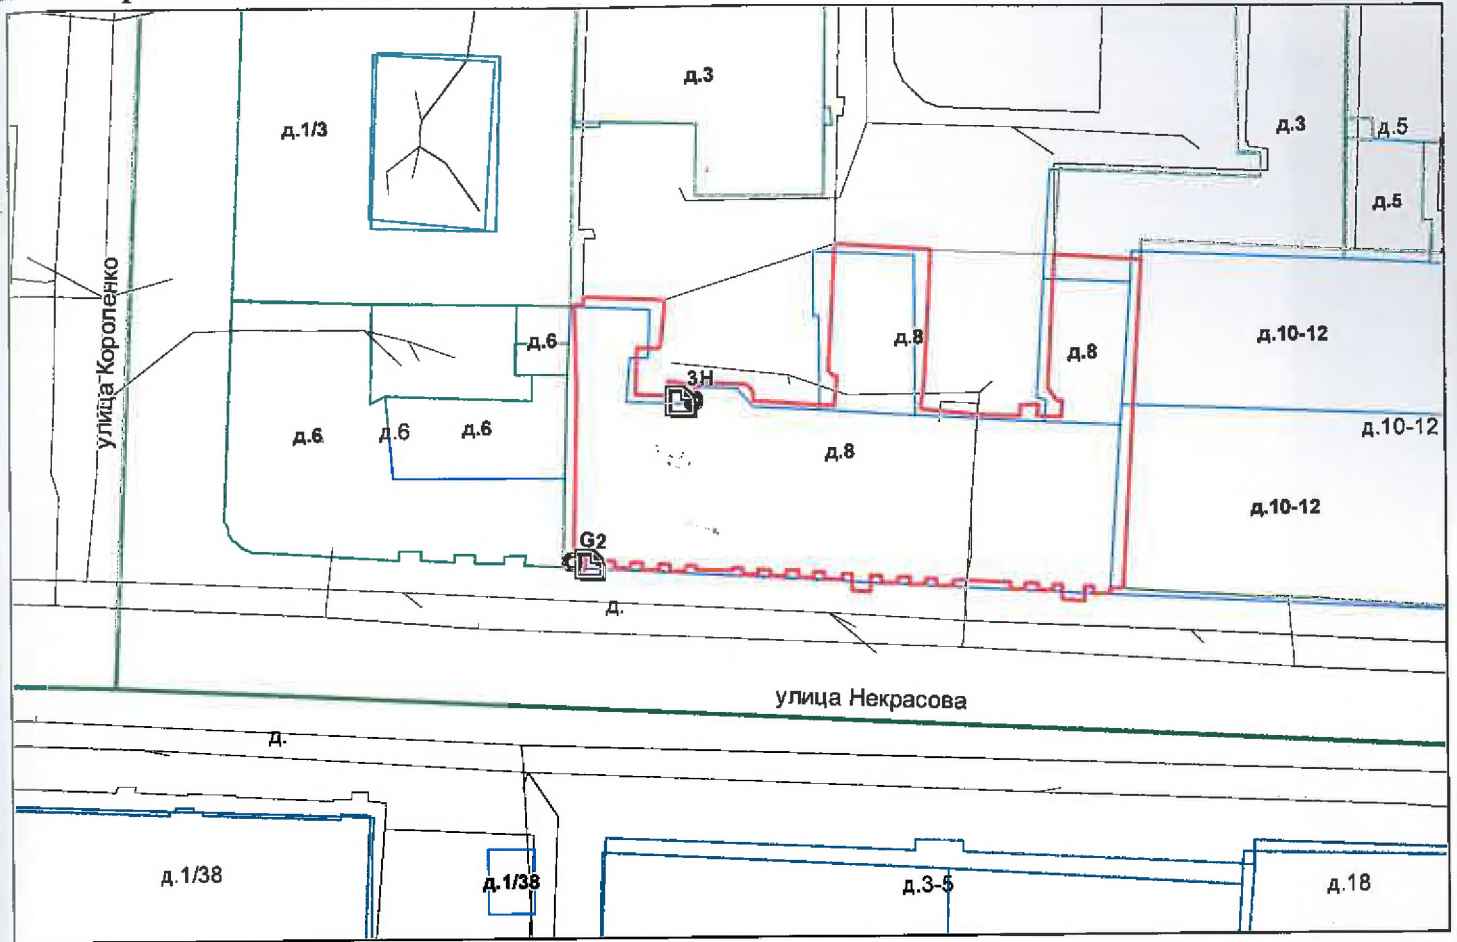 д.3
д.1/3
д.3
д.5
д.5
улица Короленко
д.6
д.8
д.8
д.10-12
3Н
д.6
д.6
д.6
д.8
д.10-12
д.10-12
G2
д.
улица Некрасова
д.
д.1/38
д.1/38
д.3-5
д.18